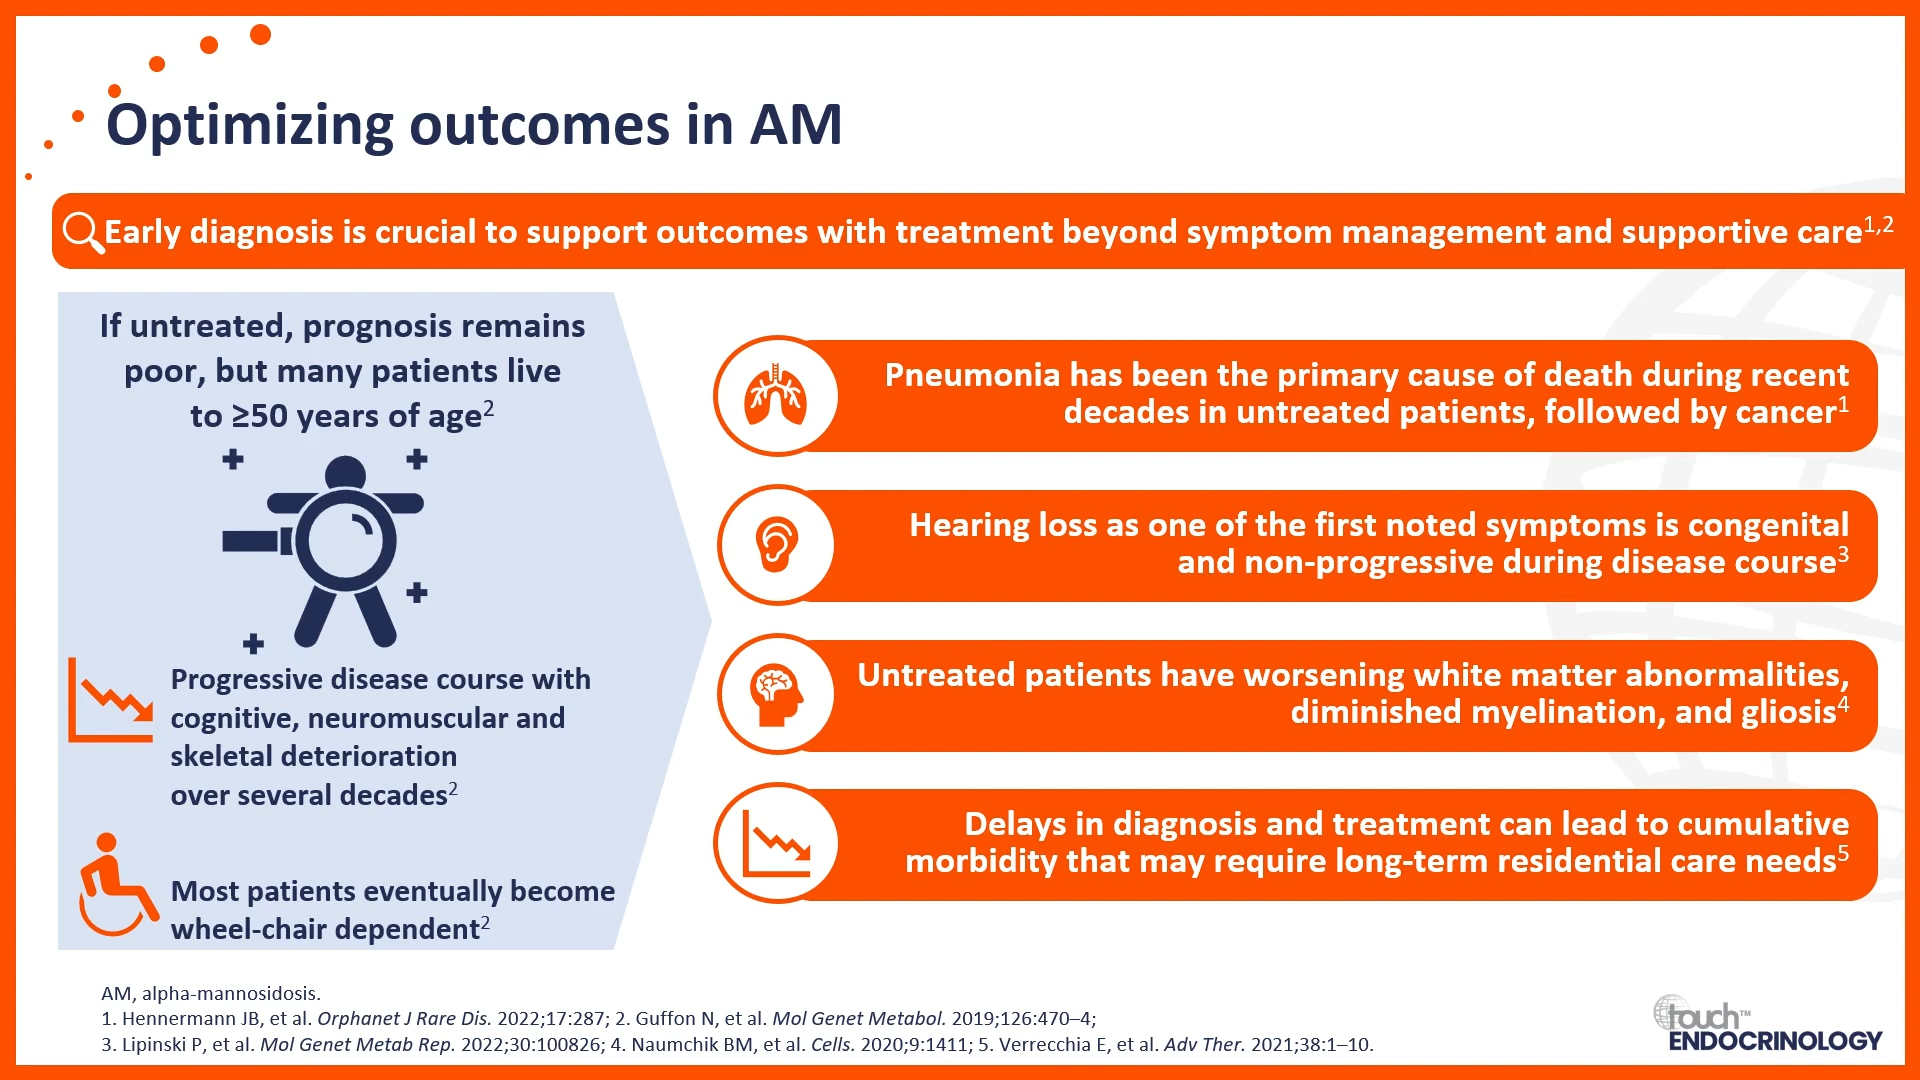 Optimizing outcomes in AM
Early diagnosis is crucial to support outcomes with treatment beyond symptom management and supportive care1,2
If untreated, prognosis remains
poor, but many patients live
to ≥50 years of age2
Progressive disease course with
cognitive, neuromuscular and
skeletal deterioration
over several decades2
Most patients eventually become
wheel-chair dependent2
Pneumonia has been the primary cause of death during recent
decades in untreated patients, followed by cancer1
Hearing loss as one of the first noted symptoms is congenital
and non-progressive during disease course3
Untreated patients have worsening white matter abnormalities,
diminished myelination, and gliosis4
Delays in diagnosis and treatment can lead to cumulative
morbidity that may require long-term residential care needs5
AM, alpha-mannosidosis.
1. Hennermann JB, et al. Orphanet J Rare Dis. 2022;17:287; 2. Guffon N, et al. Mol Genet Metabol. 2019;126:470–4;
3. Lipinski P, et al. Mol Genet Metab Rep. 2022;30:100826; 4. Naumchik BM, et al. Cells. 2020;9:1411; 5. Verrecchia E, et al. Adv Ther. 2021;38:1–10.
touch™
ENDOCRINOLOGY